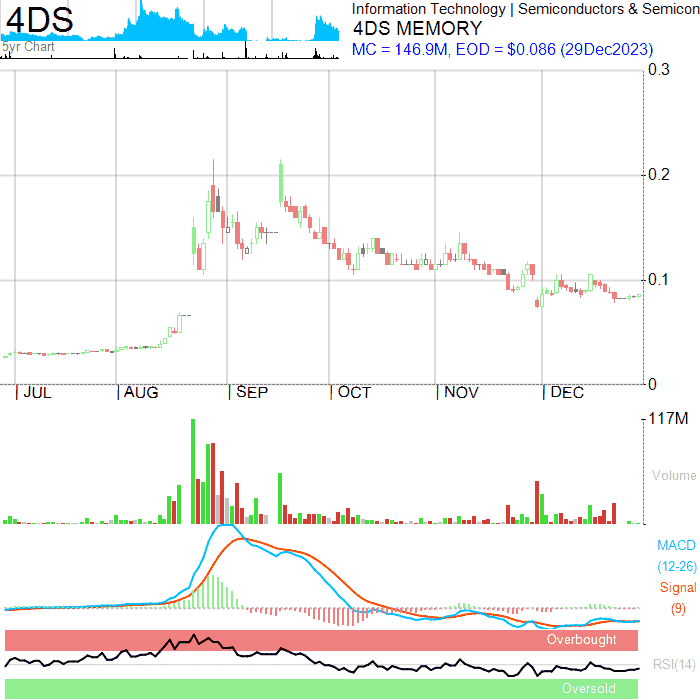 4DS
5yr Chart
Information Technology | Semiconductors & Semicon
4DS MEMORY
MC = 146.9M, EOD = $0.086 (29Dec2023)
0.3
0.2
0.1
0
JUL
AUG
SEP
OCT
NOV
DEC
117M
Volume
MACD
(12-26)
Signal
(9)
Overbought
RSI(14)
Oversold